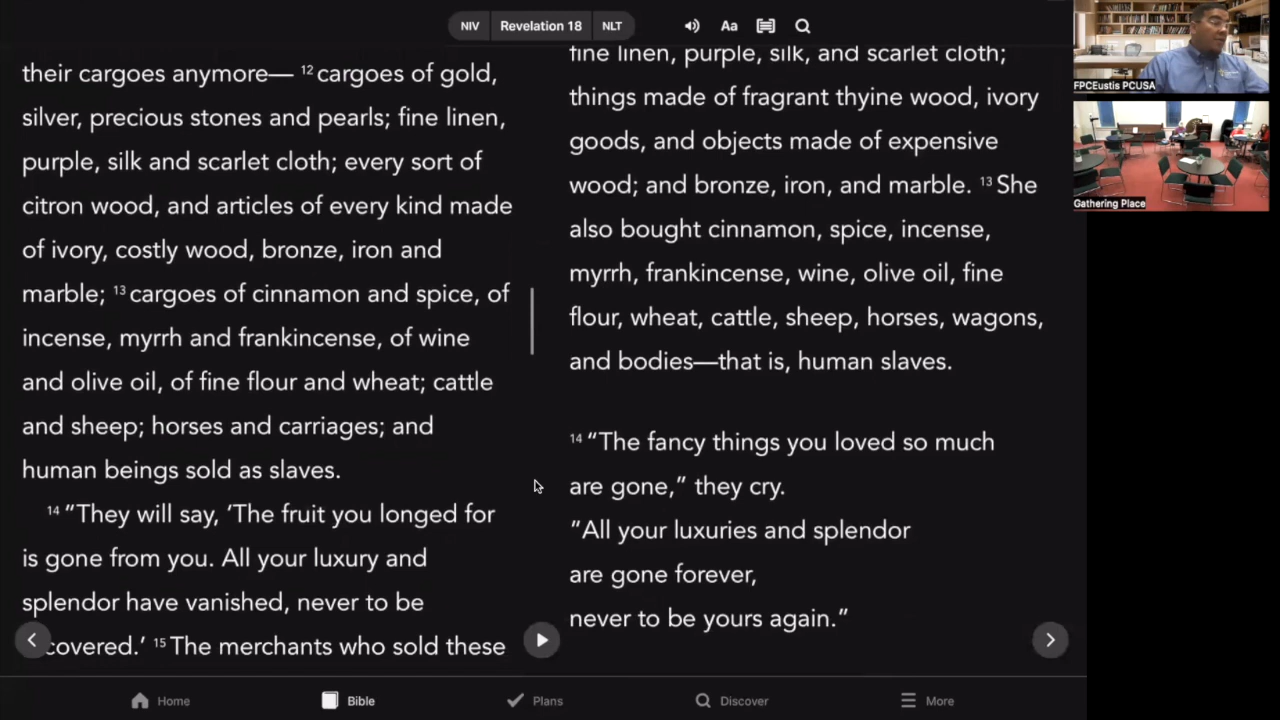 NIV Revelation 18 NLT Aa
their cargoes anymore— 12 cargoes of gold,
silver, precious stones and pearls; fine linen,
purple, silk and scarlet cloth; every sort of
citron wood, and articles of every kind made
of ivory, costly wood, bronze, iron and
marble; 13 cargoes of cinnamon and spice, of
incense, myrrh and frankincense, of wine
and olive oil, of fine flour and wheat; cattle
and sheep; horses and carriages; and
human beings sold as slaves.
14 “They will say, ‘The fruit you longed for
is gone from you. All your luxury and
splendor have vanished, never to be
covered.’ 15 The merchants who sold these
fine linen, purple, silk, and scarlet cloth;
things made of fragrant thyine wood, ivory
goods, and objects made of expensive
wood; and bronze, iron, and marble. 13 She
also bought cinnamon, spice, incense,
myrrh, frankincense, wine, olive oil, fine
flour, wheat, cattle, sheep, horses, wagons,
and bodies—that is, human slaves.
14 “The fancy things you loved so much
are gone,” they cry.
“All your luxuries and splendor
are gone forever,
never to be yours again.”
Home Bible Plans Discover More
FPCEustis PCUSA
Gathering Place